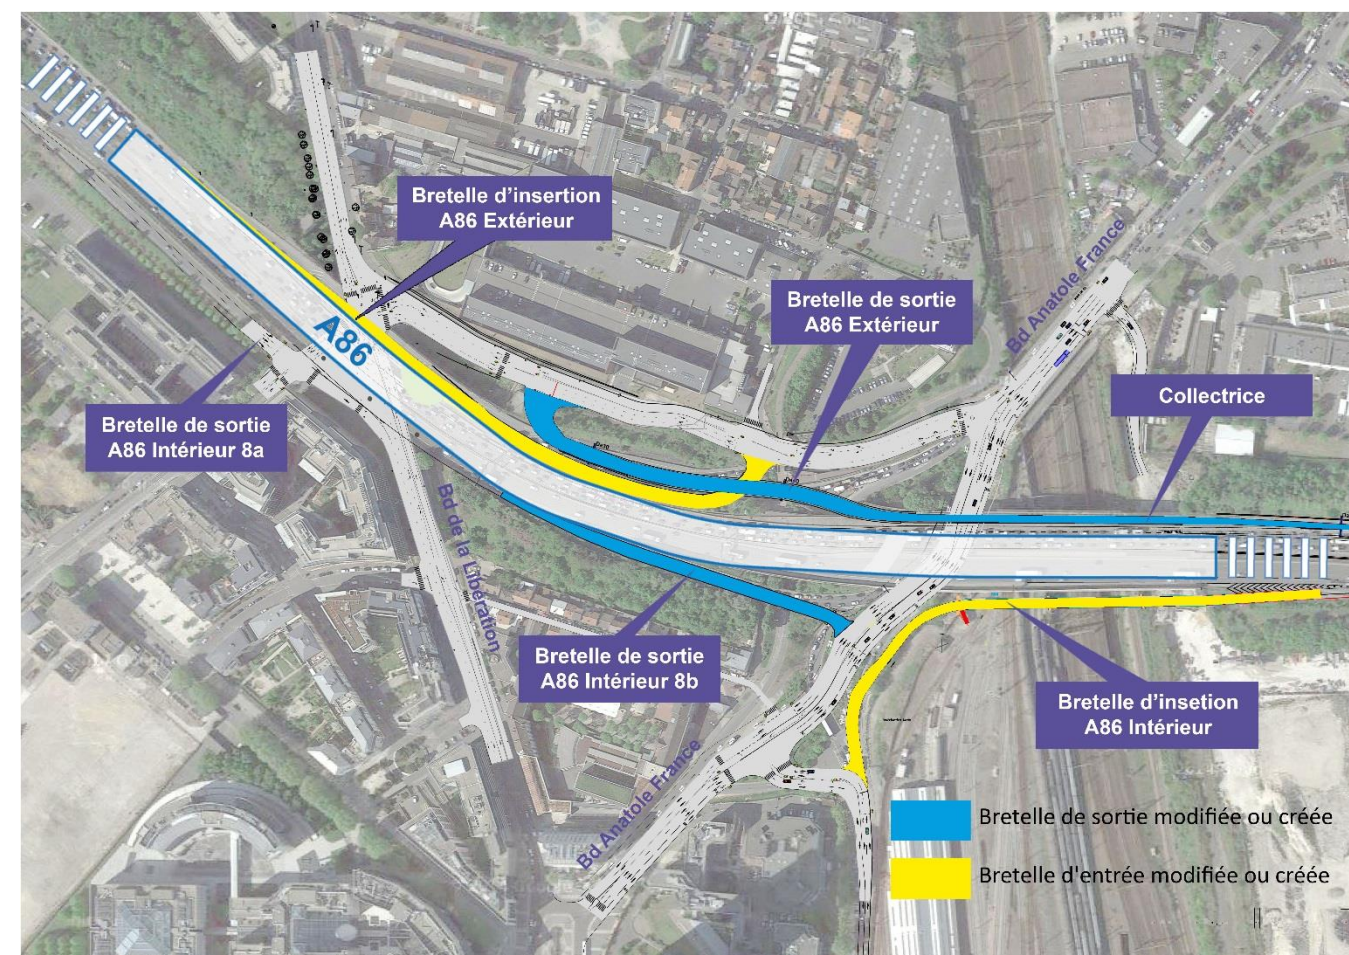 Bretelle d'insertion
A86 Extérieur
Bretelle de sortie
A86 Extérieur
Bd Anatole France
A86
Collectrice
Bretelle de sortie
A86 Intérieur 8a
Bd de la Libération
Bretelle de sortie
A86 Intérieur 8b
Bretelle d'insetion
A86 Intérieur
Bd Anatole France
Bretelle de sortie modifiée ou créée
Bretelle d'entrée modifiée ou créée